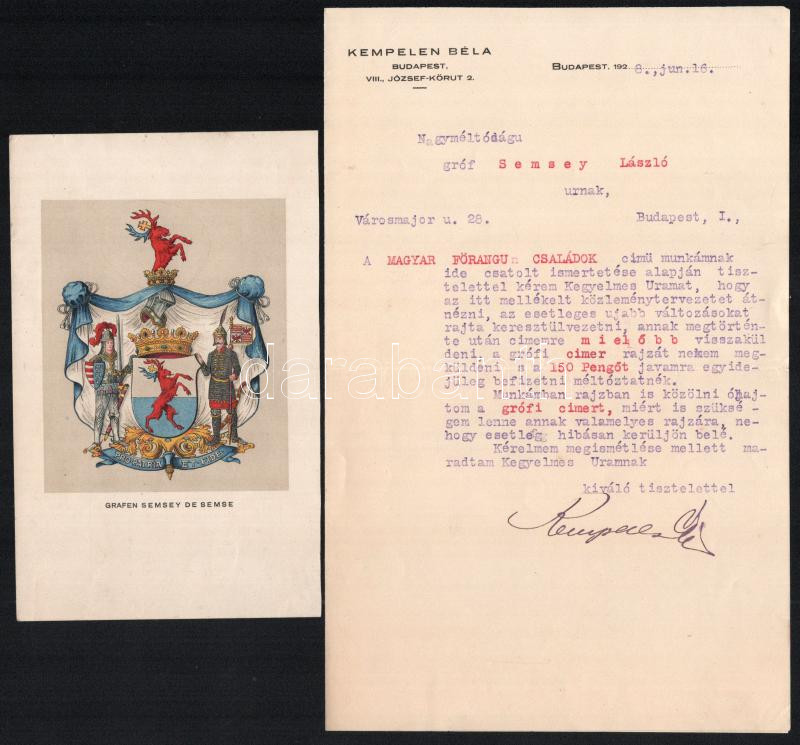 KEMPELEN BÉLA
BUDAPEST,
VIII., JÓZSEF-KÖRUT 2.
BUDAPEST, 192 8., jun.16.
Nagyméltóságu
gróf Semsey László
urnak,
Városmajor u. 28. Budapest, I.,
A MAGYAR FÖRANGUn CSALÁDOK cimü munkámnak
ide csatolt ismertetése alapján tisz-
telettel kérem Kegyelmes Uramat, hogy
az itt mellékelt közleménytervezetet át-
nézni, az esetleges ujabb változásokat
rajta keresztülvezetni, annak megtörtén-
te után cimemre mielőbb visszakül
deni, a grófi cimer rajzát nekem meg-
küldeni s a 150 Pengőt javamra egyide-
jüleg befizetni méltóztatnék.
Munkámban rajzban is közölni óhaj-
tom a grófi cimert, miért is szüksé -
gem lenne annak valamelyes rajzára, ne-
hogy esetleg hibásan kerüljön belé.
Kérelmem megismétlése mellett ma-
radtam Kegyelmes Uramnak
kiváló tisztelettel
Kempelen
PRO PATRIA ET FIDE
GRAFEN SEMSEY DE SEMSE
darabanth